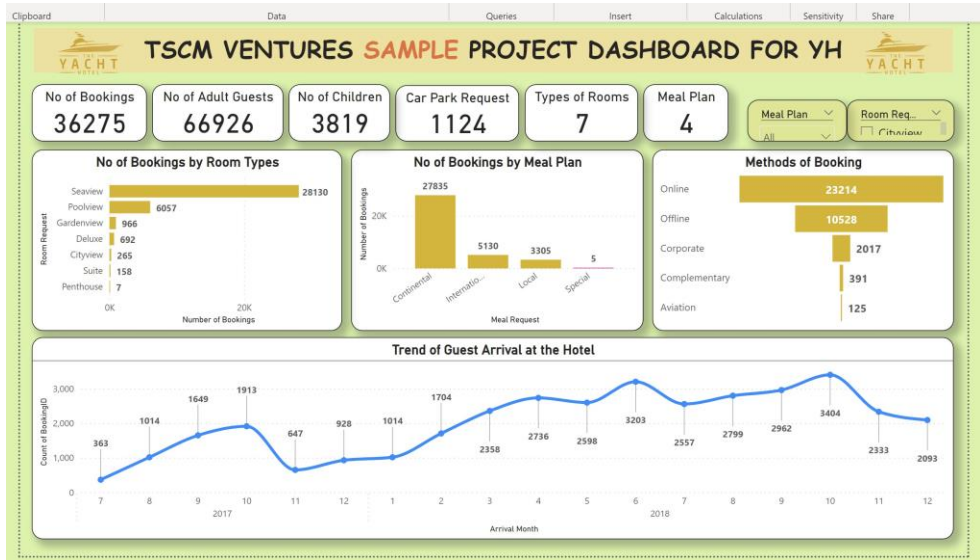 Clipboard Data Queries Insert Calculations Sensitivity Share
THE YACHT HOTEL
TSCM VENTURES SAMPLE PROJECT DASHBOARD FOR YH
THE YACHT HOTEL
No of Bookings
36275
No of Adult Guests
66926
No of Children
3819
Car Park Request
1124
Types of Rooms
7
Meal Plan
4
Meal Plan
All
Room Req...
Cityview
No of Bookings by Room Types
Room Request
Seaview 28130
Poolview 6057
Gardenview 966
Deluxe 692
Cityview 265
Suite 158
Penthouse 7
0K 20K
Number of Bookings
No of Bookings by Meal Plan
Number of Bookings
20K
0K
27835 5130 3305 5
Continental Internatio... Local Special
Meal Request
Methods of Booking
Online 23214
Offline 10528
Corporate 2017
Complementary 391
Aviation 125
Trend of Guest Arrival at the Hotel
Count of BookingID
3,000
2,000
1,000
0
363 1014 1649 1913 647 928 1014 1704 2358 2736 2598 3203 2557 2799 2962 3404 2333 2093
7 8 9 10 11 12 1 2 3 4 5 6 7 8 9 10 11 12
2017 2018
Arrival Month